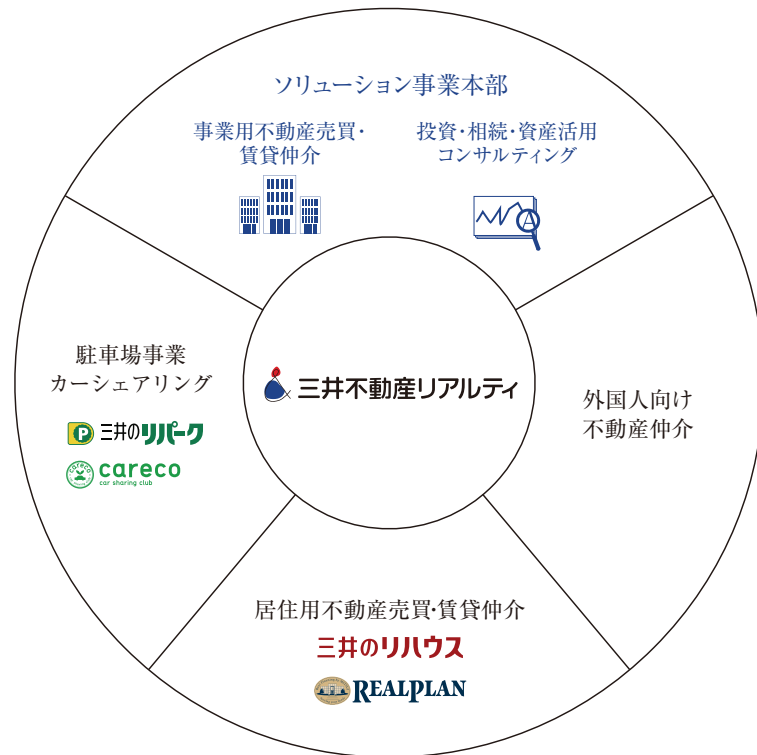 ソリューション事業本部
事業用不動産売買・
賃貸仲介
投資・相続・資産活用
コンサルティング
A
駐車場事業
カーシェアリング
P 三井のリパーク
careco
careco
car sharing club
三井不動産リアルティ
外国人向け
不動産仲介
居住用不動産売買・賃貸仲介
三井のリハウス
REALPLAN